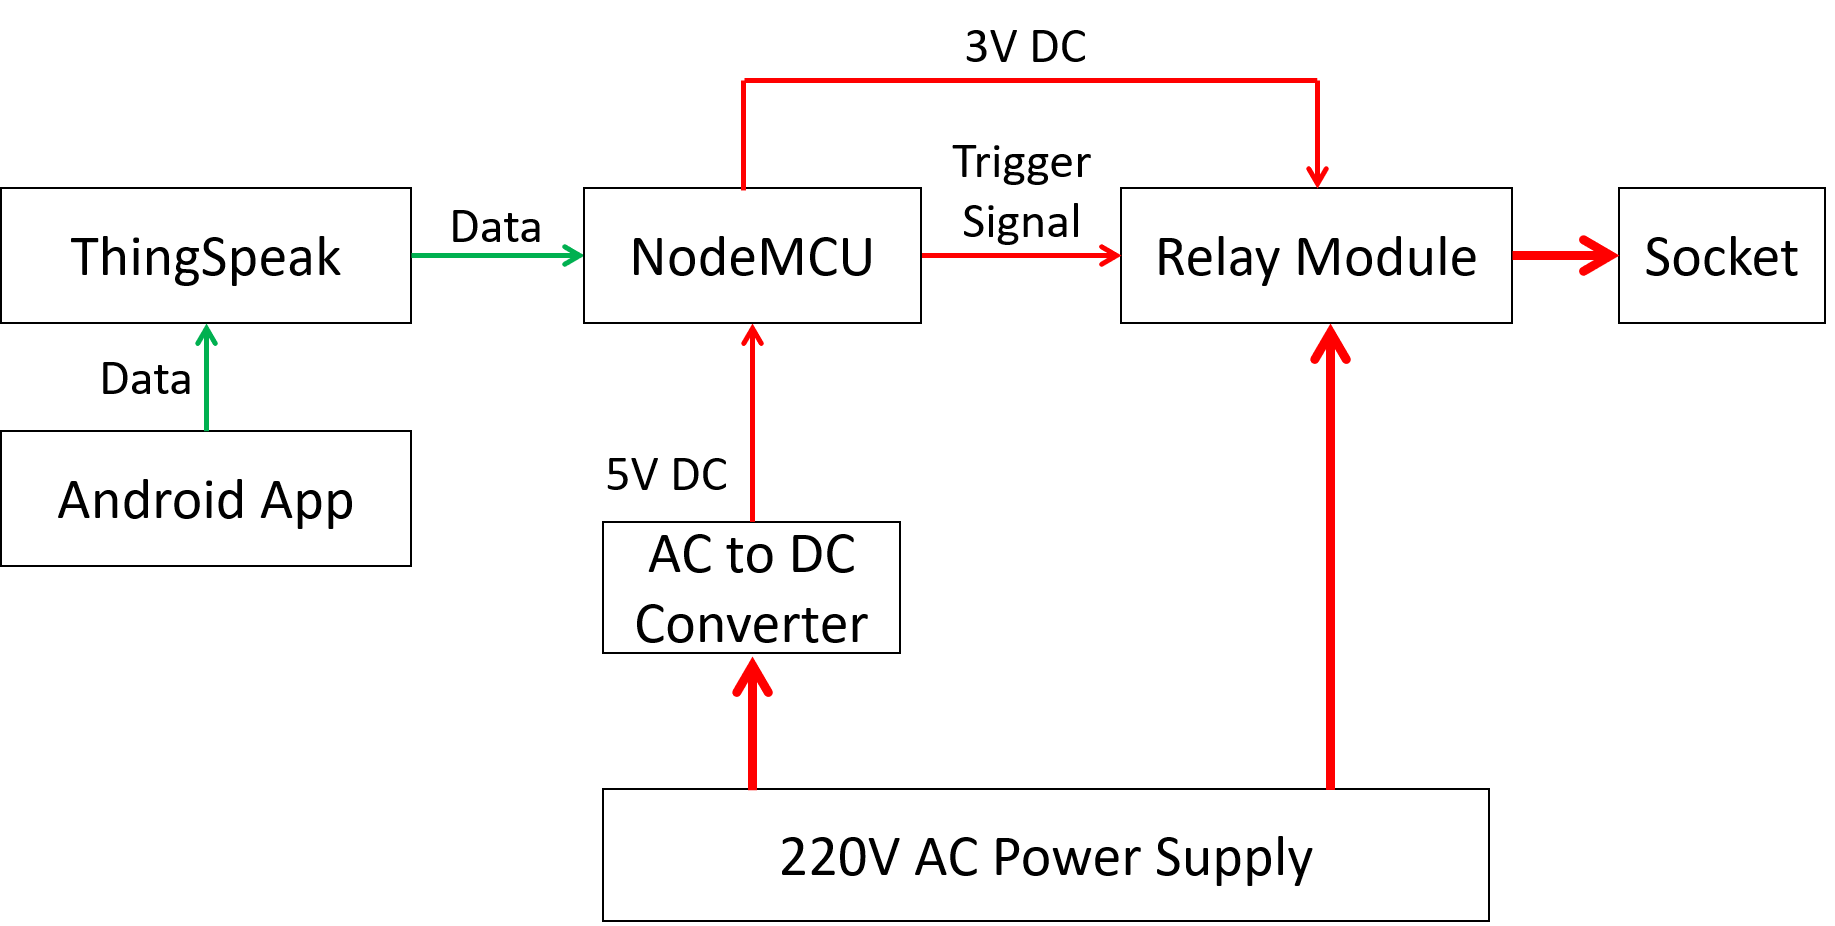 3V DC
Trigger
Signal
ThingSpeak
Data
NodeMCU
Relay Module
Socket
Data
Android App
5V DC
AC to DC
Converter
220V AC Power Supply